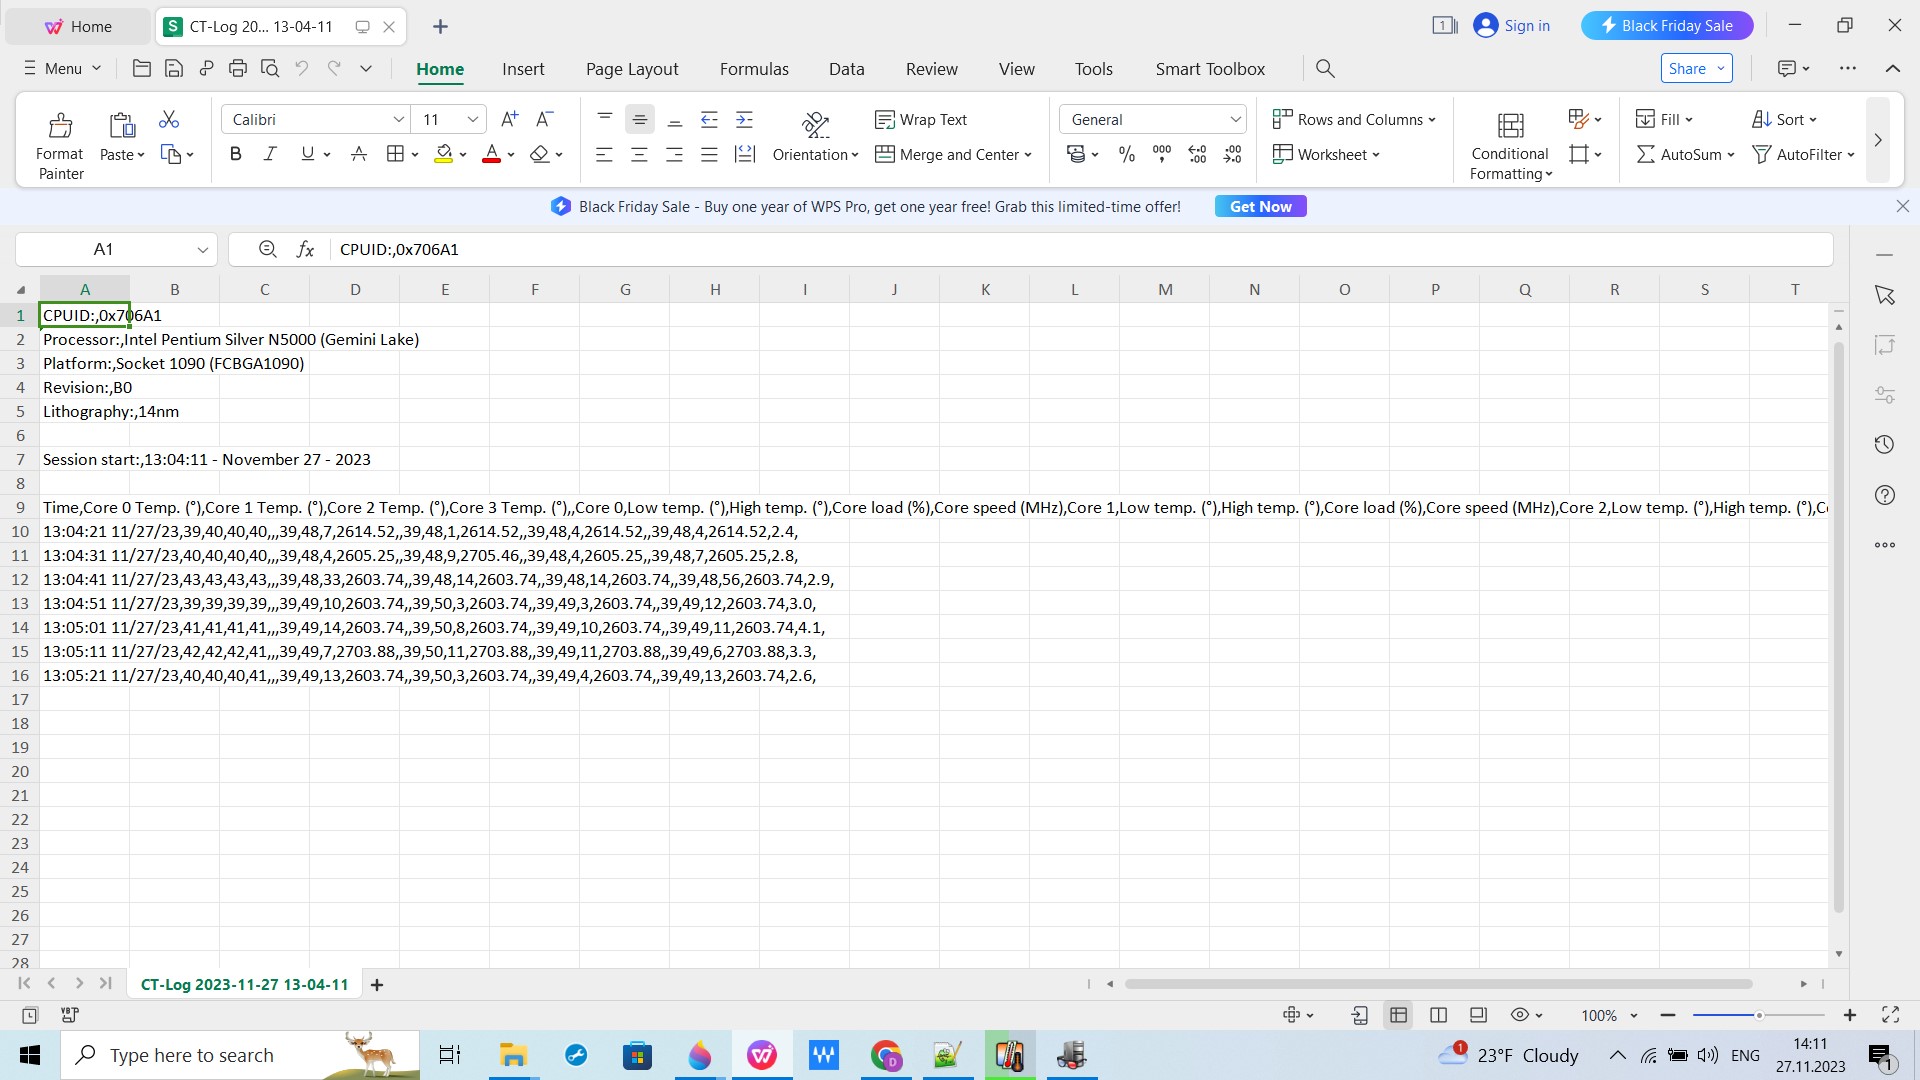 Home
CT-Log 20... 13-04-11
Sign in
Black Friday Sale
Menu
Home Insert Page Layout Formulas Data Review View Tools Smart Toolbox
Share
Format Painter
Paste
Calibri
11
Orientation
Wrap Text
Merge and Center
General
Rows and Columns
Worksheet
Conditional Formatting
Fill
AutoSum
Sort
AutoFilter
Black Friday Sale - Buy one year of WPS Pro, get one year free! Grab this limited-time offer!
Get Now
A1
CPUID:,0x706A1
A B C D E F G H I J K L M N O P Q R S T
1 CPUID:,0x706A1
2 Processor:,Intel Pentium Silver N5000 (Gemini Lake)
3 Platform:,Socket 1090 (FCBGA1090)
4 Revision:,B0
5 Lithography:,14nm
6
7 Session start:,13:04:11 - November 27 - 2023
8
9 Time,Core 0 Temp. (°),Core 1 Temp. (°),Core 2 Temp. (°),Core 3 Temp. (°),,Core 0,Low temp. (°),High temp. (°),Core load (%),Core speed (MHz),Core 1,Low temp. (°),High temp. (°),Core load (%),Core speed (MHz),Core 2,Low temp. (°),High temp. (°),C
10 13:04:21 11/27/23,39,40,40,40,,,39,48,7,2614.52,,39,48,1,2614.52,,39,48,4,2614.52,,39,48,4,2614.52,2.4,
11 13:04:31 11/27/23,40,40,40,40,,,39,48,4,2605.25,,39,48,9,2705.46,,39,48,4,2605.25,,39,48,7,2605.25,2.8,
12 13:04:41 11/27/23,43,43,43,43,,,39,48,33,2603.74,,39,48,14,2603.74,,39,48,14,2603.74,,39,48,56,2603.74,2.9,
13 13:04:51 11/27/23,39,39,39,39,,,39,49,10,2603.74,,39,50,3,2603.74,,39,49,3,2603.74,,39,49,12,2603.74,3.0,
14 13:05:01 11/27/23,41,41,41,41,,,39,49,14,2603.74,,39,50,8,2603.74,,39,49,10,2603.74,,39,49,11,2603.74,4.1,
15 13:05:11 11/27/23,42,42,42,41,,,39,49,7,2703.88,,39,50,11,2703.88,,39,49,11,2703.88,,39,49,6,2703.88,3.3,
16 13:05:21 11/27/23,40,40,40,41,,,39,49,13,2603.74,,39,50,3,2603.74,,39,49,4,2603.74,,39,49,13,2603.74,2.6,
17
18
19
20
21
22
23
24
25
26
27
28
CT-Log 2023-11-27 13-04-11
100%
Type here to search
23°F Cloudy
ENG
14:11
27.11.2023
1